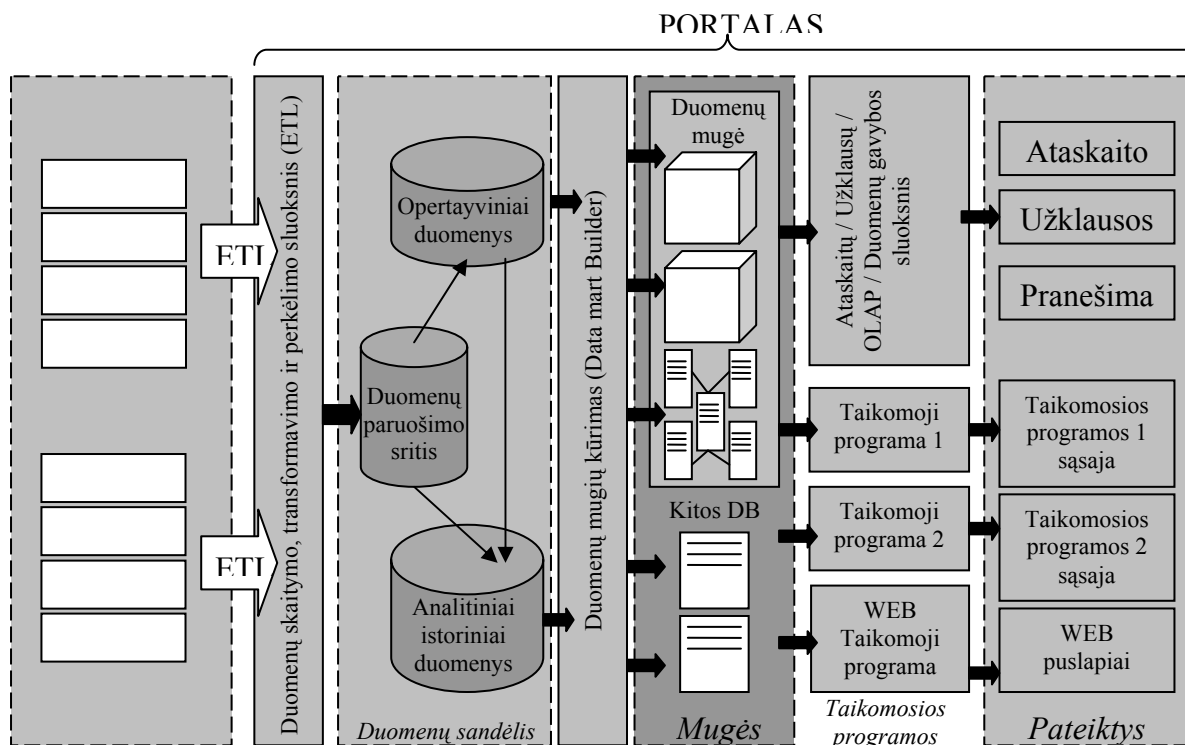 PORTALAS
ETL
ETL
Duomenų skaitymo, transformavimo ir perkėlimo sluoksnis (ETL)
Opertayviniai
duomenys
Duomenų
paruošimo
sritis
Analitiniai
istoriniai
duomenys
Duomenų sandėlis
Duomenų mugių kūrimas (Data mart Builder)
Duomenų
mugė
Kitos DB
Mugės
Ataskaitų / Užklausų /
OLAP / Duomenų gavybos
sluoksnis
Taikomoji
programa 1
Taikomoji
programa 2
WEB
Taikomoji
programa
Taikomosios
programos
Ataskaito
Užklausos
Pranešima
Taikomosios
programos 1
sąsaja
Taikomosios
programos 2
sąsaja
WEB
puslapiai
Pateiktys